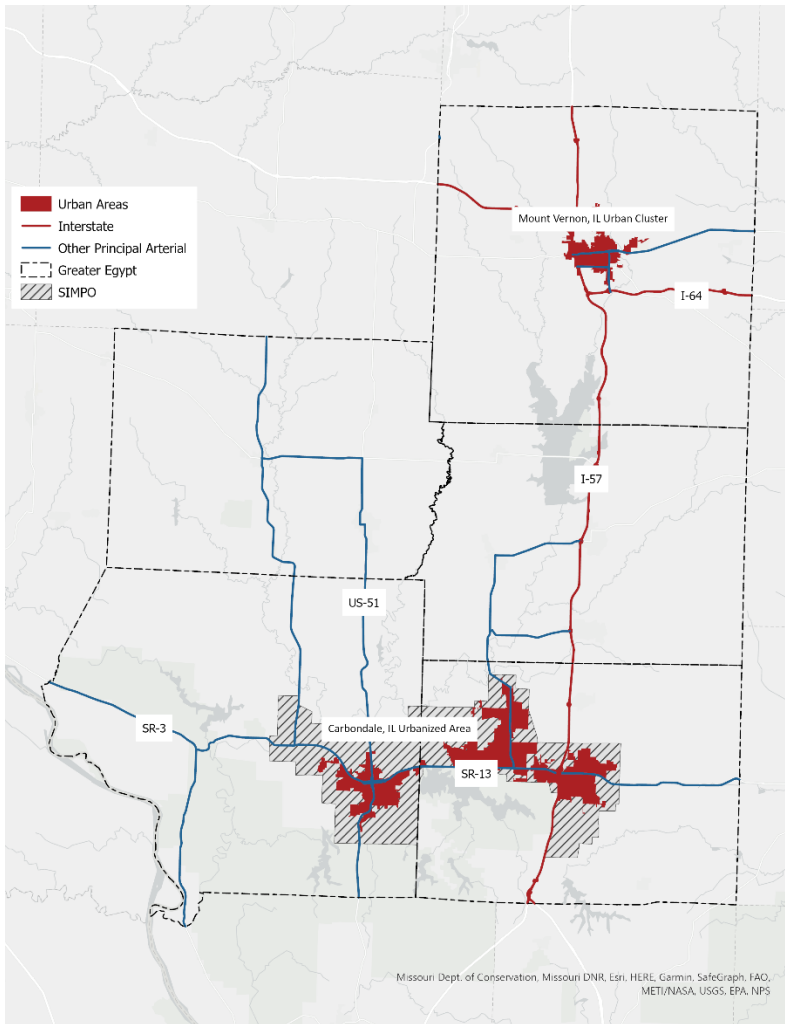 Urban Areas
Interstate
Other Principal Arterial
Greater Egypt
SIMPO
Mount Vernon, IL Urban Cluster
I-64
I-57
US-51
SR-3
Carbondale, IL Urbanized Area
SR-13
Missouri Dept. of Conservation, Missouri DNR, Esri, HERE, Garmin, SafeGraph, FAO,
METI/NASA, USGS, EPA, NPS